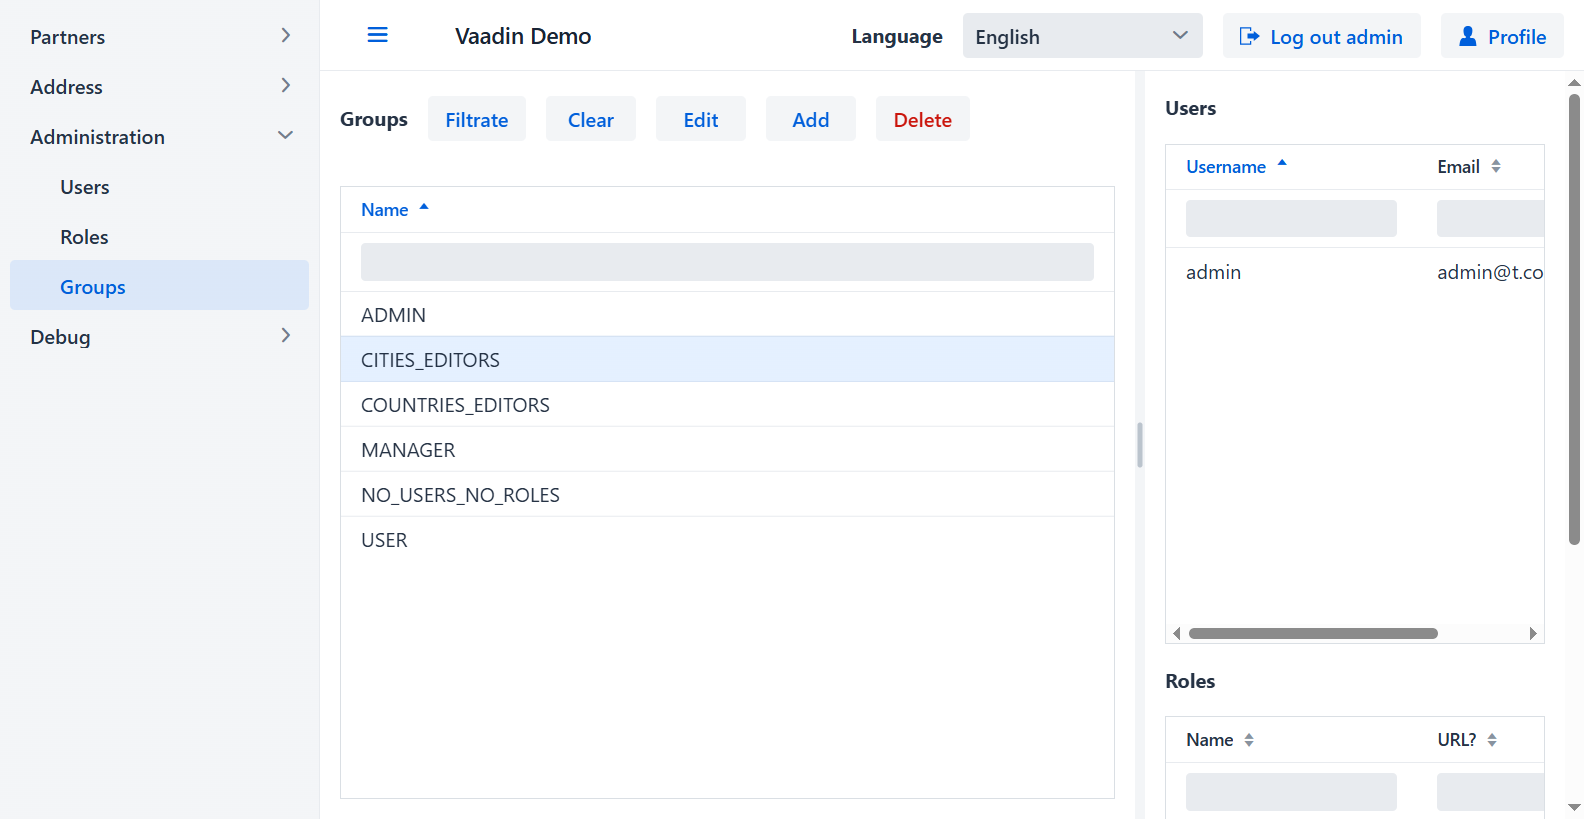 Partners
Address
Administration
Users
Roles
Groups
Debug
Vaadin Demo
Language
English
Log out admin
Profile
Groups
Filtrate
Clear
Edit
Add
Delete
Name
ADMIN
CITIES_EDITORS
COUNTRIES_EDITORS
MANAGER
NO_USERS_NO_ROLES
USER
Users
Username Email
admin admin@t.co
Roles
Name URL?